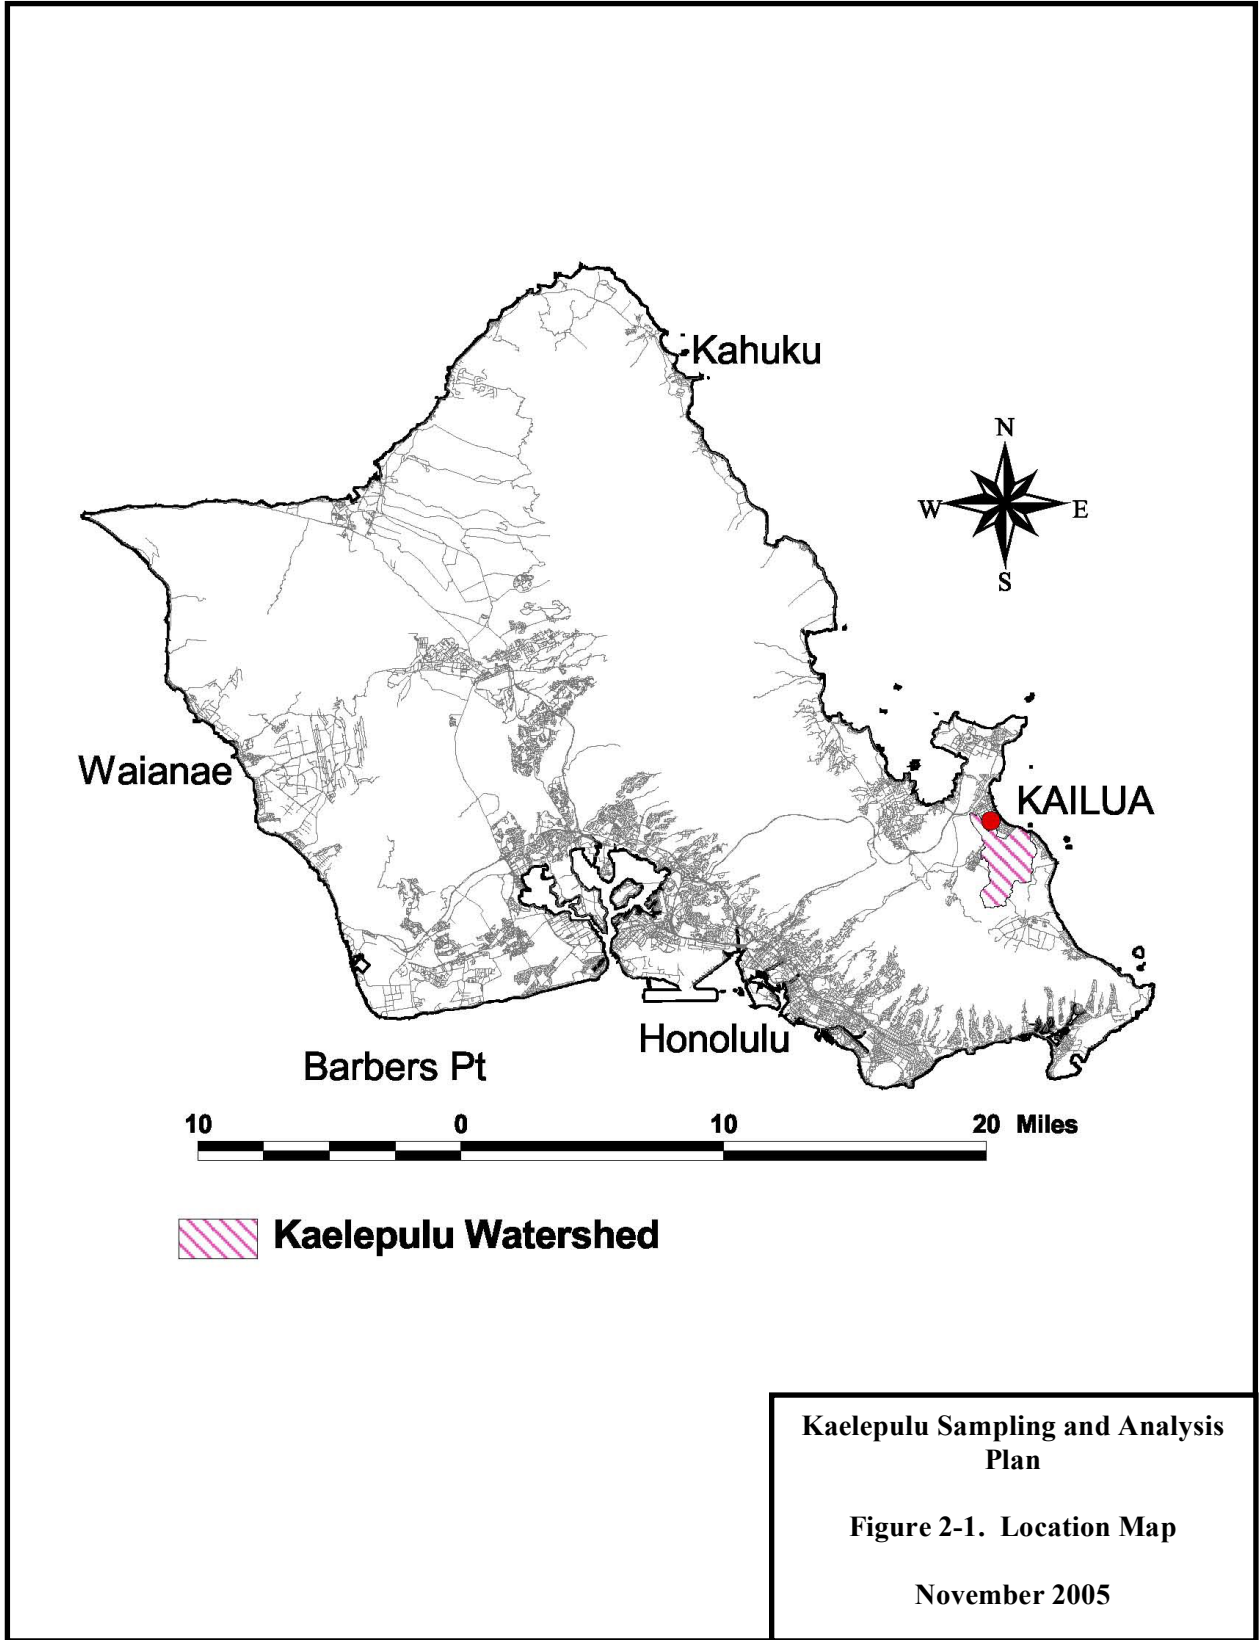 Kahuku
N
W E
S
Waianae
KAILUA
Honolulu
Barbers Pt
10 0 10 20 Miles
Kaelepulu Watershed
Kaelepulu Sampling and Analysis
Plan
Figure 2-1. Location Map
November 2005